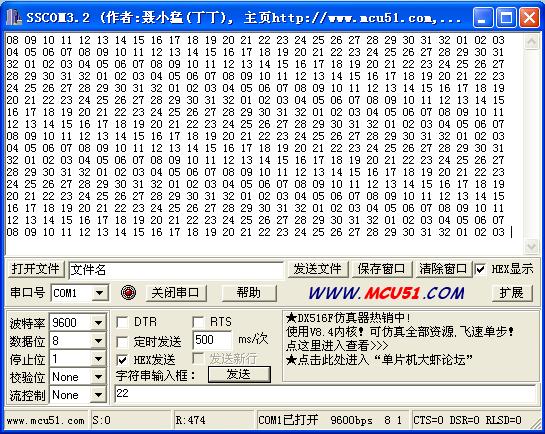 SSCOM3.2 (作者:聂小猛(丁丁), 主页http://www.mcu51.com,...
08 09 10 11 12 13 14 15 16 17 18 19 20 21 22 23 24 25 26 27 28 29 30 31 32 01 02 03
04 05 06 07 08 09 10 11 12 13 14 15 16 17 18 19 20 21 22 23 24 25 26 27 28 29 30 31
32 01 02 03 04 05 06 07 08 09 10 11 12 13 14 15 16 17 18 19 20 21 22 23 24 25 26 27
28 29 30 31 32 01 02 03 04 05 06 07 08 09 10 11 12 13 14 15 16 17 18 19 20 21 22 23
24 25 26 27 28 29 30 31 32 01 02 03 04 05 06 07 08 09 10 11 12 13 14 15 16 17 18 19
20 21 22 23 24 25 26 27 28 29 30 31 32 01 02 03 04 05 06 07 08 09 10 11 12 13 14 15
16 17 18 19 20 21 22 23 24 25 26 27 28 29 30 31 32 01 02 03 04 05 06 07 08 09 10 11
12 13 14 15 16 17 18 19 20 21 22 23 24 25 26 27 28 29 30 31 32 01 02 03 04 05 06 07
08 09 10 11 12 13 14 15 16 17 18 19 20 21 22 23 24 25 26 27 28 29 30 31 32 01 02 03
04 05 06 07 08 09 10 11 12 13 14 15 16 17 18 19 20 21 22 23 24 25 26 27 28 29 30 31
32 01 02 03 04 05 06 07 08 09 10 11 12 13 14 15 16 17 18 19 20 21 22 23 24 25 26 27
28 29 30 31 32 01 02 03 04 05 06 07 08 09 10 11 12 13 14 15 16 17 18 19 20 21 22 23
24 25 26 27 28 29 30 31 32 01 02 03 04 05 06 07 08 09 10 11 12 13 14 15 16 17 18 19
20 21 22 23 24 25 26 27 28 29 30 31 32 01 02 03 04 05 06 07 08 09 10 11 12 13 14 15
16 17 18 19 20 21 22 23 24 25 26 27 28 29 30 31 32 01 02 03 04 05 06 07 08 09 10 11
12 13 14 15 16 17 18 19 20 21 22 23 24 25 26 27 28 29 30 31 32 01 02 03 04 05 06 07
08 09 10 11 12 13 14 15 16 17 18 19 20 21 22 23 24 25 26 27 28 29 30 31 32 01 02 03
打开文件 文件名 发送文件 保存窗口 清除窗口 HEX显示
串口号 COM1 关闭串口 帮助 WWW.MCU51.COM 扩展
波特率 9600 DTR RTS
数据位 8 定时发送 500 ms/次
停止位 1 HEX发送 发送新行
校验位 None 字符串输入框: 发送
流控制 None 22
★DX516F仿真器热销中!
使用V8.4内核! 可仿真全部资源,飞速单步!
点这里进入查看>>>
★点击此处进入“单片机大虾论坛”
www.mcu51.com S:0 R:474 COM1已打开 9600bps 8 1 CTS=0 DSR=0 RLSD=0